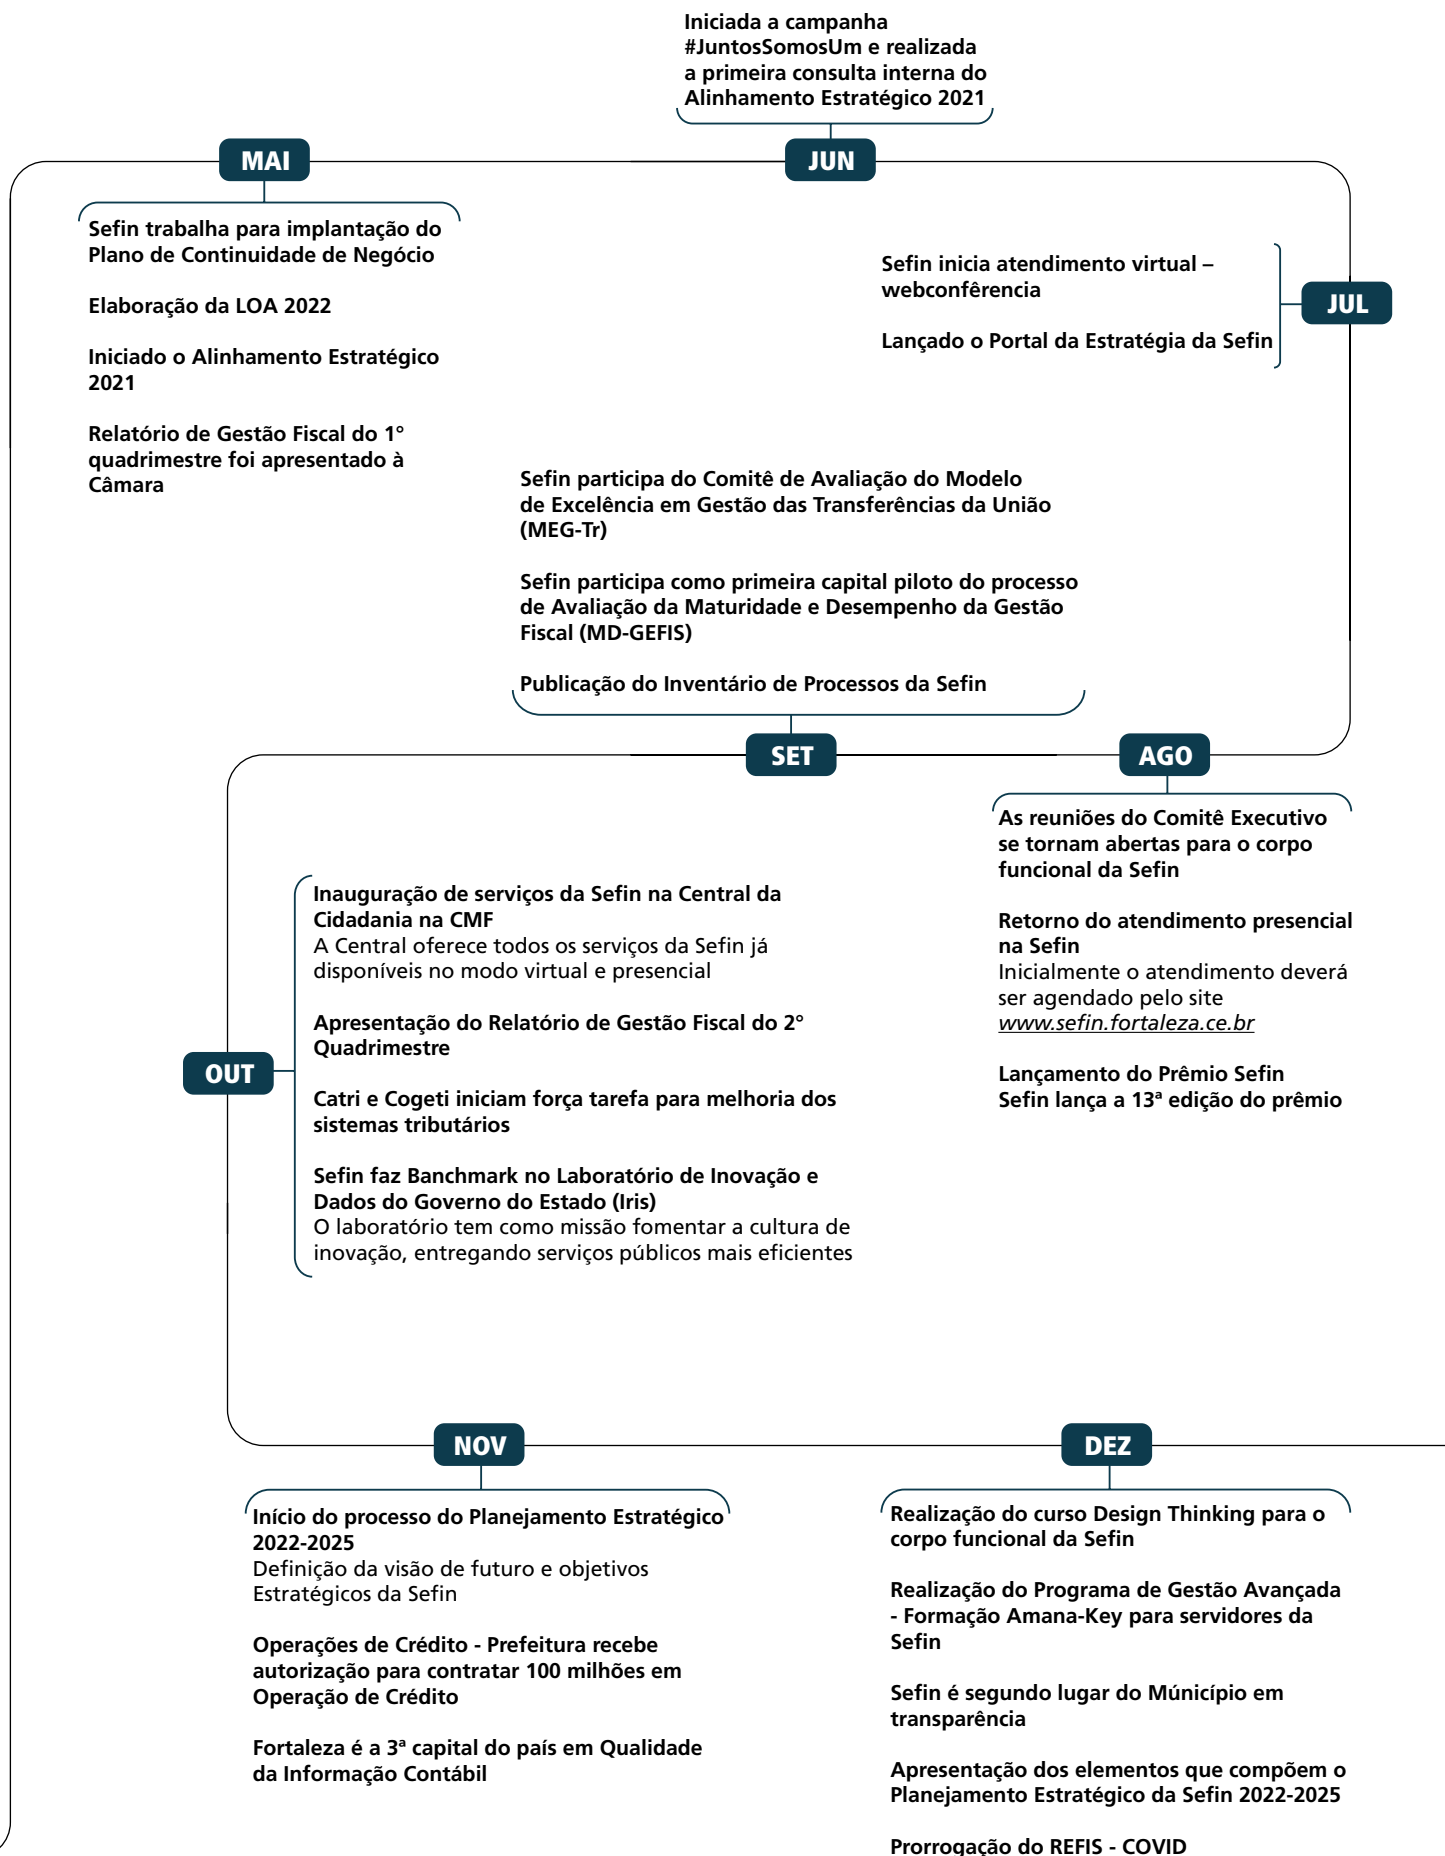 Iniciada a campanha
#JuntosSomosUm e realizada
a primeira consulta interna do
Alinhamento Estratégico 2021
MAI
JUN
Sefin trabalha para implantação do
Plano de Continuidade de Negócio
Elaboração da LOA 2022
Iniciado o Alinhamento Estratégico
2021
Relatório de Gestão Fiscal do 1°
quadrimestre foi apresentado à
Câmara
Sefin inicia atendimento virtual –
webconfêrencia
Lançado o Portal da Estratégia da Sefin
JUL
Sefin participa do Comitê de Avaliação do Modelo
de Excelência em Gestão das Transferências da União
(MEG-Tr)
Sefin participa como primeira capital piloto do processo
de Avaliação da Maturidade e Desempenho da Gestão
Fiscal (MD-GEFIS)
Publicação do Inventário de Processos da Sefin
SET
AGO
As reuniões do Comitê Executivo
se tornam abertas para o corpo
funcional da Sefin
Retorno do atendimento presencial
na Sefin
Inicialmente o atendimento deverá
ser agendado pelo site
www.sefin.fortaleza.ce.br
Lançamento do Prêmio Sefin
Sefin lança a 13ª edição do prêmio
OUT
Inauguração de serviços da Sefin na Central da
Cidadania na CMF
A Central oferece todos os serviços da Sefin já
disponíveis no modo virtual e presencial
Apresentação do Relatório de Gestão Fiscal do 2°
Quadrimestre
Catri e Cogeti iniciam força tarefa para melhoria dos
sistemas tributários
Sefin faz Banchmark no Laboratório de Inovação e
Dados do Governo do Estado (Iris)
O laboratório tem como missão fomentar a cultura de
inovação, entregando serviços públicos mais eficientes
NOV
DEZ
Início do processo do Planejamento Estratégico
2022-2025
Definição da visão de futuro e objetivos
Estratégicos da Sefin
Operações de Crédito - Prefeitura recebe
autorização para contratar 100 milhões em
Operação de Crédito
Fortaleza é a 3ª capital do país em Qualidade
da Informação Contábil
Realização do curso Design Thinking para o
corpo funcional da Sefin
Realização do Programa de Gestão Avançada
- Formação Amana-Key para servidores da
Sefin
Sefin é segundo lugar do Múnicípio em
transparência
Apresentação dos elementos que compõem o
Planejamento Estratégico da Sefin 2022-2025
Prorrogação do REFIS - COVID